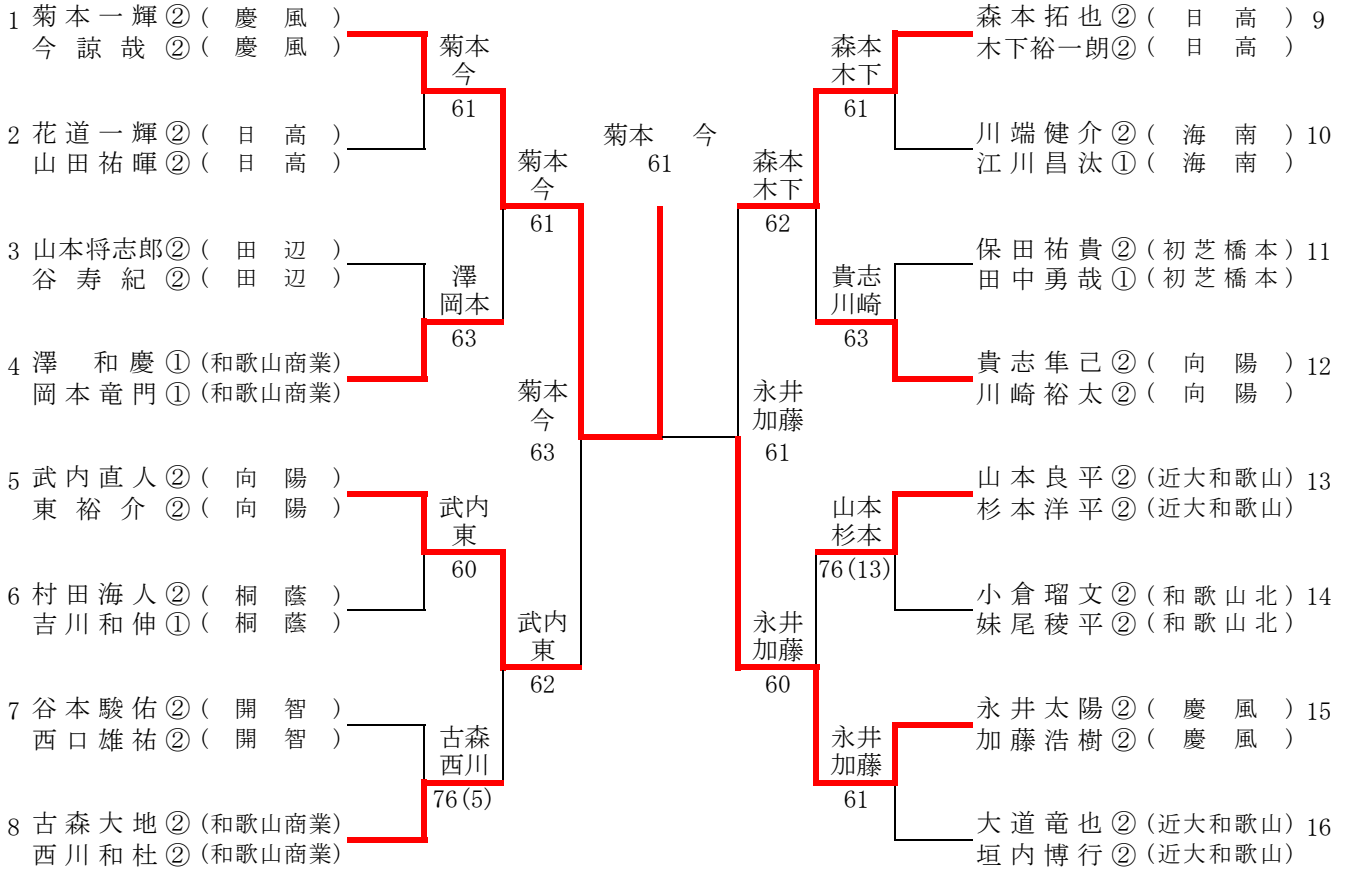 1 菊本一輝② ( 慶 風 )
今 諒哉 ② ( 慶 風 )
2 花道一輝② ( 日 高 )
山田祐暉② ( 日 高 )
3 山本将志郎② ( 田 辺 )
谷 寿紀 ② ( 田 辺 )
4 澤 和慶 ① (和歌山商業)
岡本竜門① (和歌山商業)
5 武内直人② ( 向 陽 )
東 裕介 ② ( 向 陽 )
6 村田海人② ( 桐 蔭 )
吉川和伸① ( 桐 蔭 )
7 谷本駿佑② ( 開 智 )
西口雄祐② ( 開 智 )
8 古森大地② (和歌山商業)
西川和杜② (和歌山商業)
菊本
今
61
澤
岡本
63
武内
東
60
古森
西川
76(5)
菊本
今
61
武内
東
62
菊本
今
63
菊本 今
61
永井
加藤
61
森本
木下
62
永井
加藤
60
森本
木下
61
貴志
川崎
63
山本
杉本
76(13)
永井
加藤
61
森本拓也② ( 日 高 ) 9
木下裕一朗② ( 日 高 )
川端健介② ( 海 南 ) 10
江川昌汰① ( 海 南 )
保田祐貴② (初芝橋本) 11
田中勇哉① (初芝橋本)
貴志隼己② ( 向 陽 ) 12
川崎裕太② ( 向 陽 )
山本良平② (近大和歌山) 13
杉本洋平② (近大和歌山)
小倉瑠文② (和歌山北) 14
妹尾稜平② (和歌山北)
永井太陽② ( 慶 風 ) 15
加藤浩樹② ( 慶 風 )
大道竜也② (近大和歌山) 16
垣内博行② (近大和歌山)